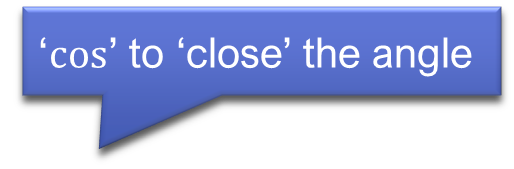 ‘cos’ to ‘close’ the angle